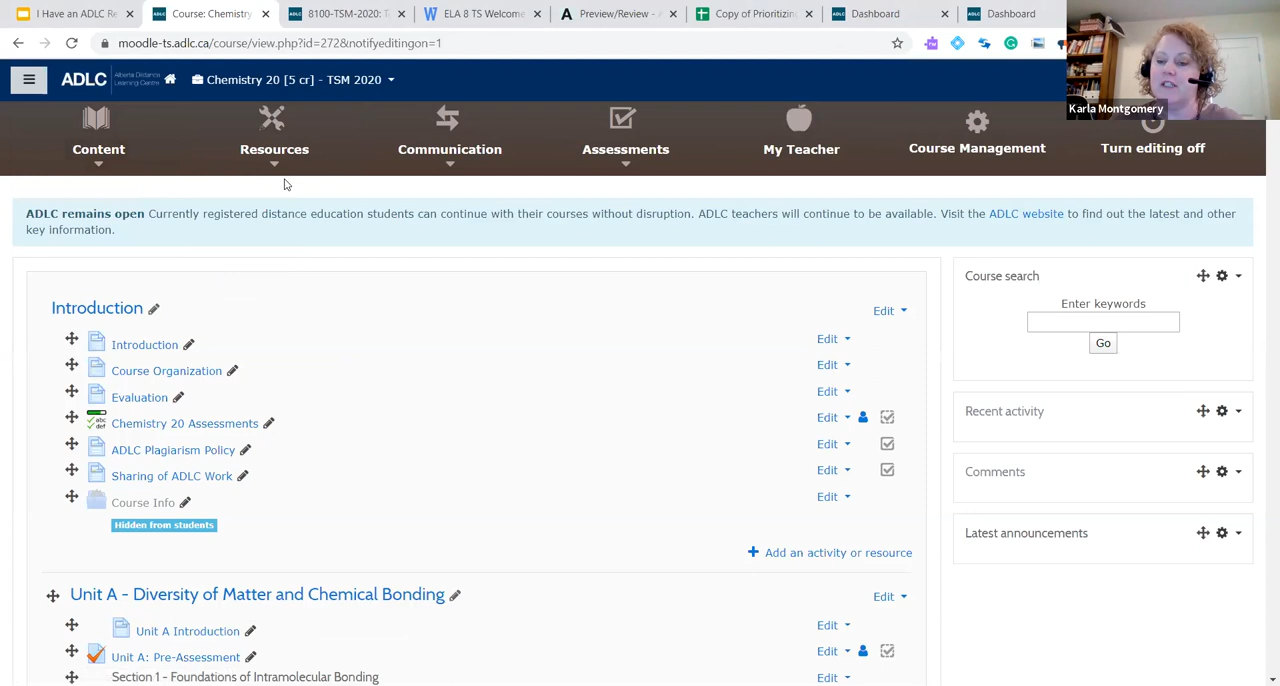 I Have an ADLC Re
Course: Chemistry
8100-TSM-2020: T
ELA 8 TS Welcome
Preview/Review - A
Copy of Prioritizin
Dashboard
Dashboard
moodle-ts.adlc.ca/course/view.php?id=272&notifyeditingon=1
Karla Montgomery
ADLC Alberta Distance Learning Centre Chemistry 20 [5 cr] - TSM 2020
Content
Resources
Communication
Assessments
My Teacher
Course Management
Turn editing off
ADLC remains open Currently registered distance education students can continue with their courses without disruption. ADLC teachers will continue to be available. Visit the ADLC website to find out the latest and other
key information.
Introduction Edit
Introduction Edit
Course Organization Edit
Evaluation Edit
abc
def
Chemistry 20 Assessments Edit
ADLC Plagiarism Policy Edit
Sharing of ADLC Work Edit
Course Info Edit
Hidden from students
Add an activity or resource
Unit A - Diversity of Matter and Chemical Bonding Edit
Unit A Introduction Edit
Unit A: Pre-Assessment Edit
Section 1 - Foundations of Intramolecular Bonding Edit
Course search
Enter keywords
Go
Recent activity
Comments
Latest announcements